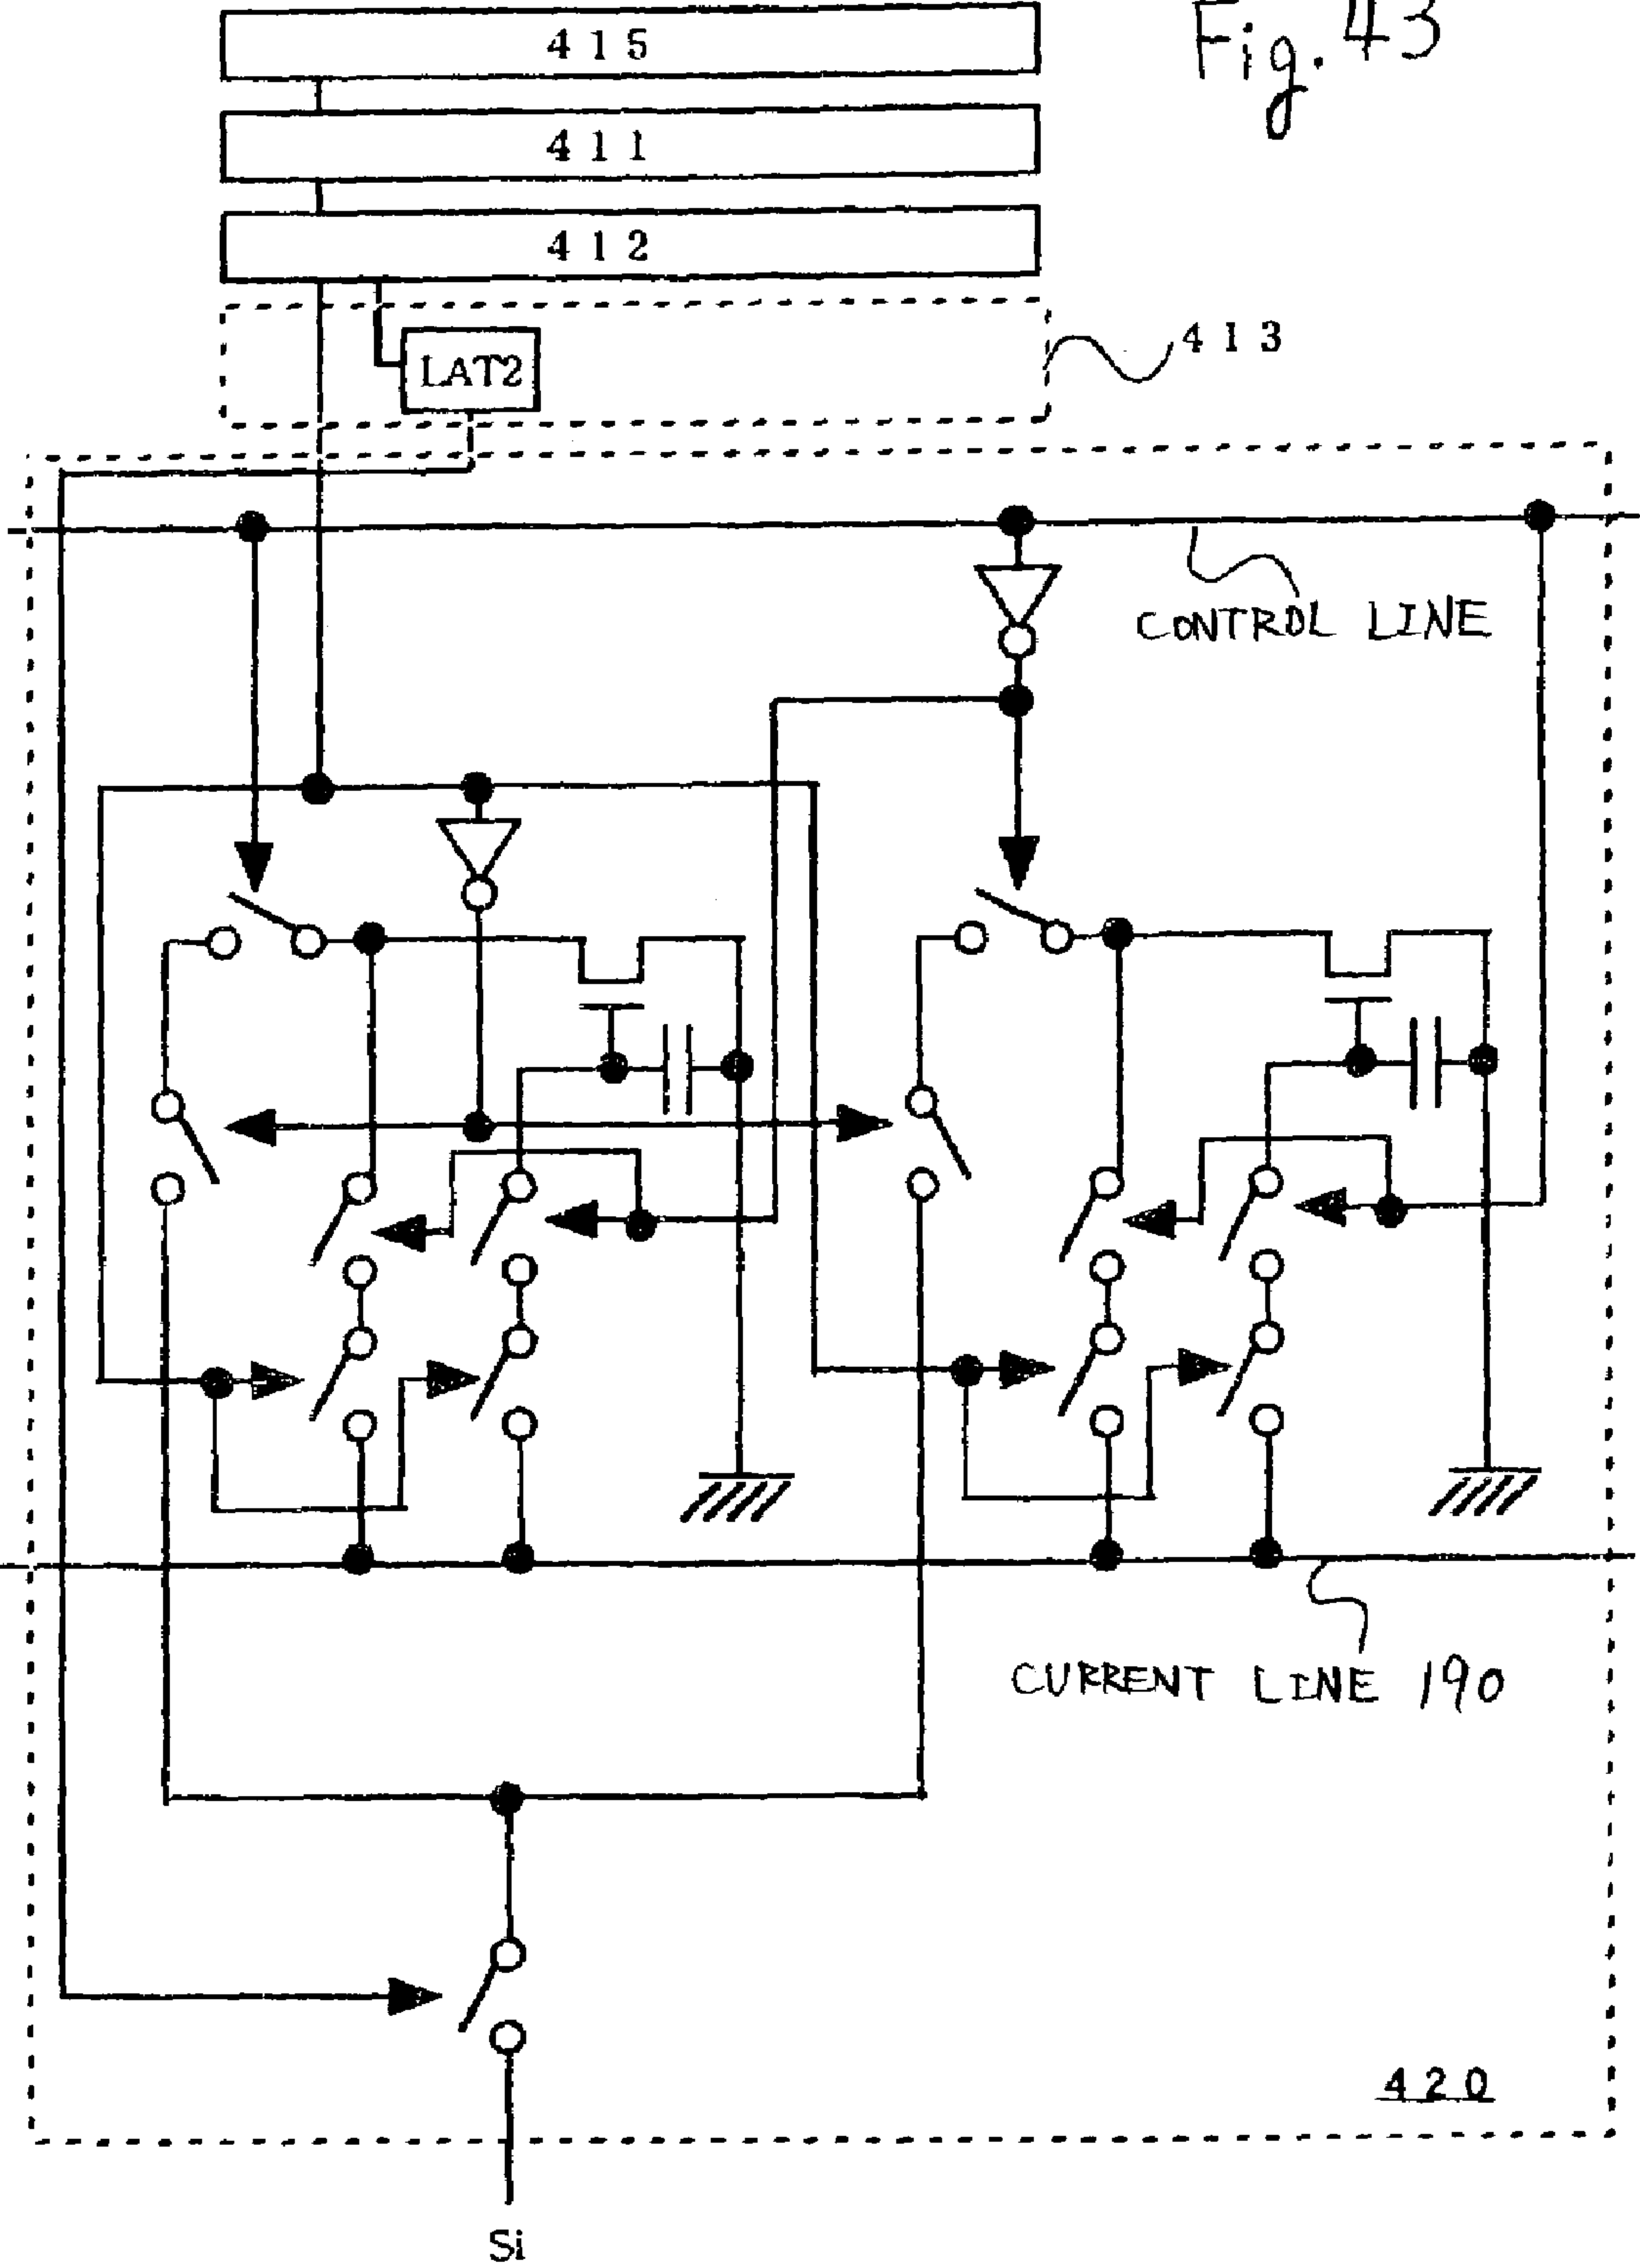 Fig. 43
415
411
412
413
LAT2
CONTROL LINE
CURRENT LINE 190
420
Si